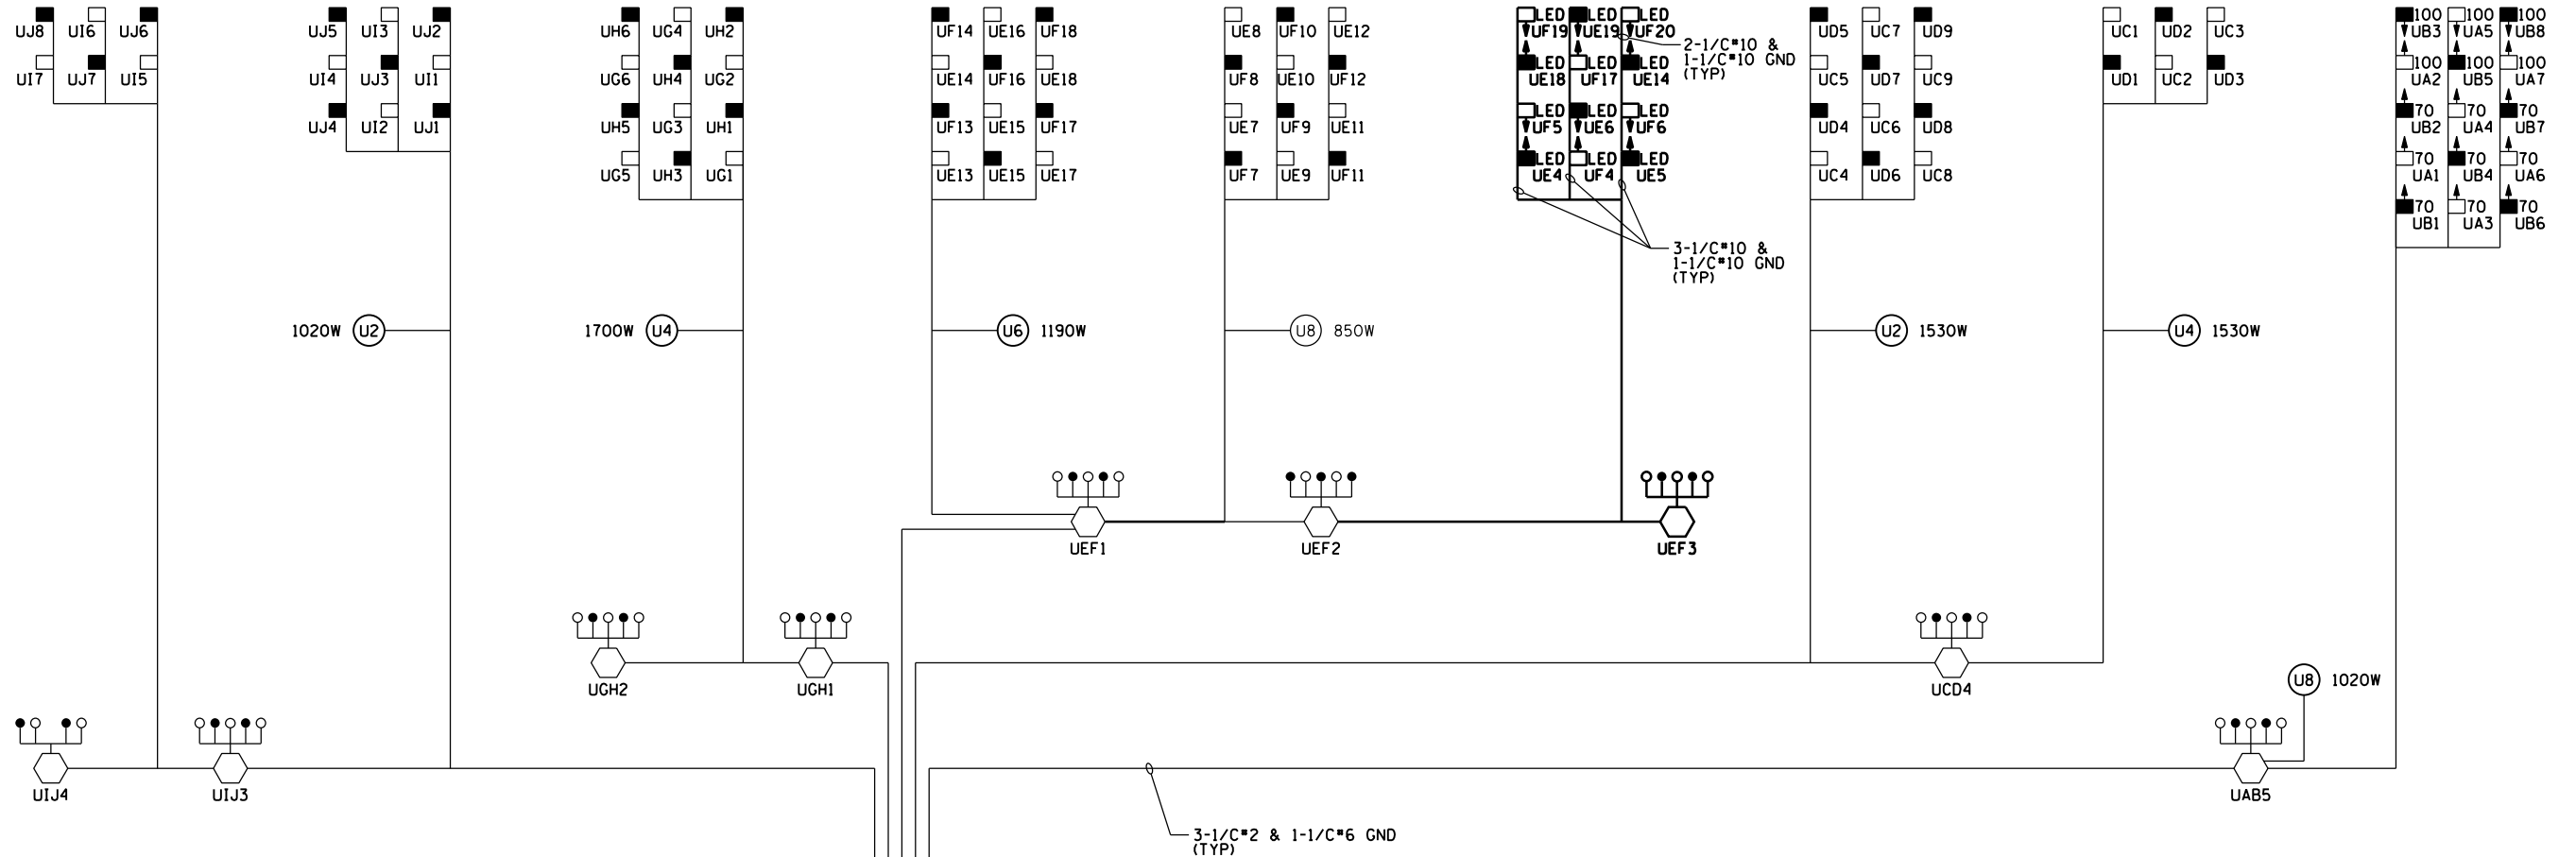 UJ8 UI6 UJ6
UI7 UJ7 UI5
UJ5 UI3 UJ2
UI4 UJ3 UI1
UJ4 UI2 UJ1
UH6 UG4 UH2
UG6 UH4 UG2
UH5 UG3 UH1
UG5 UH3 UG1
UF14 UE16 UF18
UE14 UF16 UE18
UF13 UE15 UF17
UE13 UE15 UE17
UE8 UF10 UE12
UF8 UE10 UF12
UE7 UF9 UE11
UF7 UE9 UF11
LED LED LED
UF19 UE19 UF20
LED LED LED
UE18 UF17 UE14
LED LED LED
UF5 UE6 UF6
LED LED LED
UE4 UF4 UE5
2-1/C#10 &
1-1/C#10 GND
(TYP)
3-1/C#10 &
1-1/C#10 GND
(TYP)
UD5 UC7 UD9
UC5 UD7 UC9
UD4 UC6 UD8
UC4 UD6 UC8
UC1 UD2 UC3
UD1 UC2 UD3
100 100 100
UB3 UA5 UB8
100 100 100
UA2 UB5 UA7
70 70 70
UB2 UA4 UB7
70 70 70
UA1 UB4 UA6
70 70 70
UB1 UA3 UB6
1020W U2
1700W U4
U6 1190W
U8 850W
U2 1530W
U4 1530W
UEF1
UEF2
UEF3
UGH2
UGH1
UCD4
U8 1020W
UIJ4
UIJ3
UAB5
3-1/C#2 & 1-1/C#6 GND
(TYP)